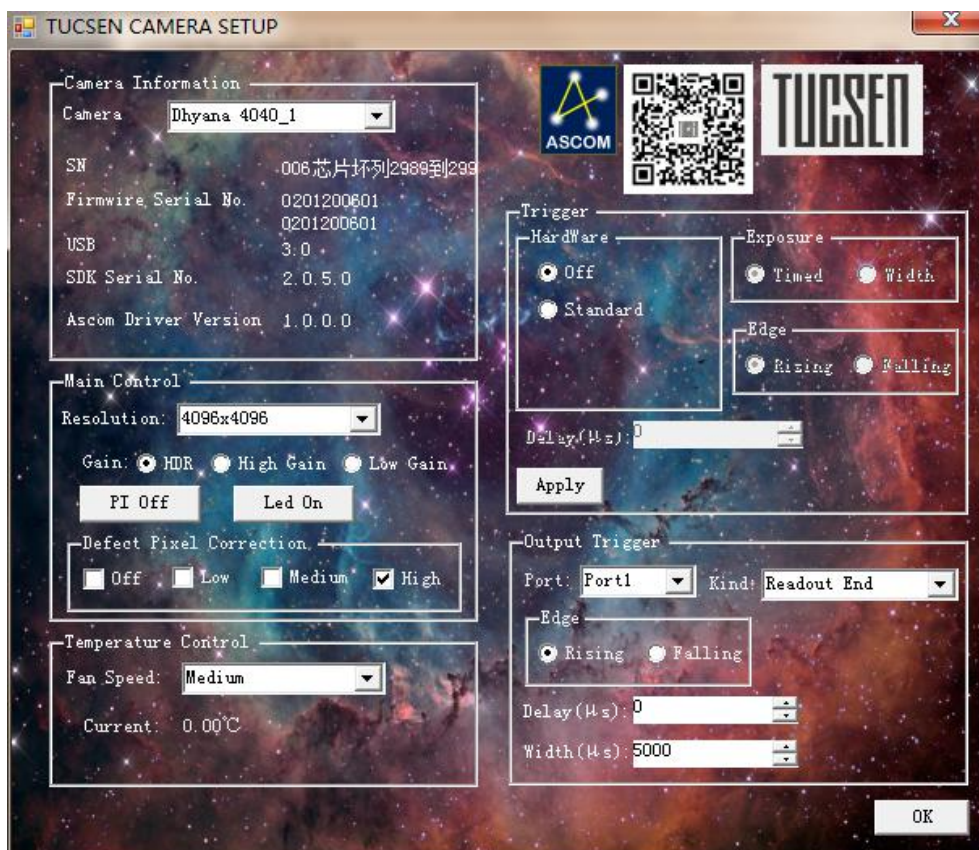 TUCSEN CAMERA SETUP
Camera Information
Camera Dhyana 4040_1
SN 006芯片坏列2989到299
Firmwire Serial No. 0201200601
0201200601
USB 3.0
SDK Serial No. 2.0.5.0
Ascom Driver Version 1.0.0.0
Main Control
Resolution: 4096x4096
Gain: HDR High Gain Low Gain
PI Off Led On
Defect Pixel Correction
Off Low Medium High
Temperature Control
Fan Speed: Medium
Current: 0.00℃
ASCOM
TUCSEN
Trigger
HardWare
Off
Standard
Exposure
Timed Width
Edge
Rising Falling
Delay(μs): 0
Apply
Output Trigger
Port: Port1 Kind: Readout End
Edge
Rising Falling
Delay(μs): 0
Width(μs): 5000
OK